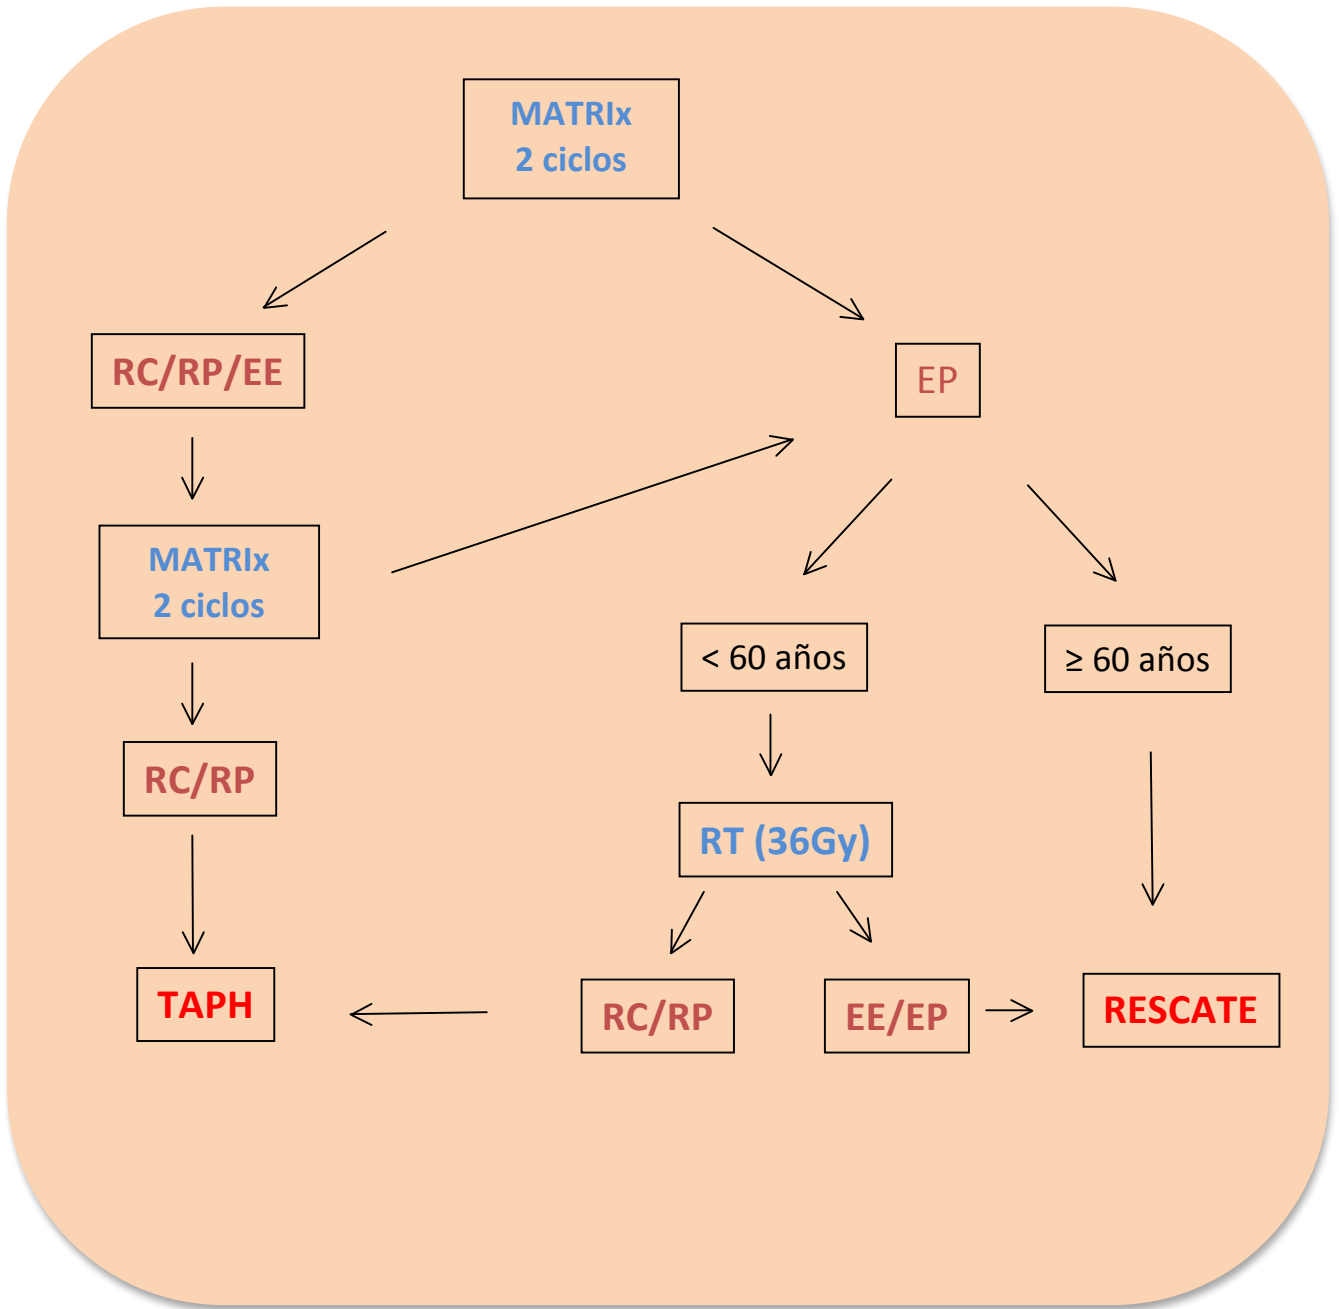 MATRIx
2 ciclos
RC/RP/EE
EP
MATRIx
2 ciclos
< 60 años
≥ 60 años
RC/RP
RT (36Gy)
TAPH
RC/RP
EE/EP
RESCATE